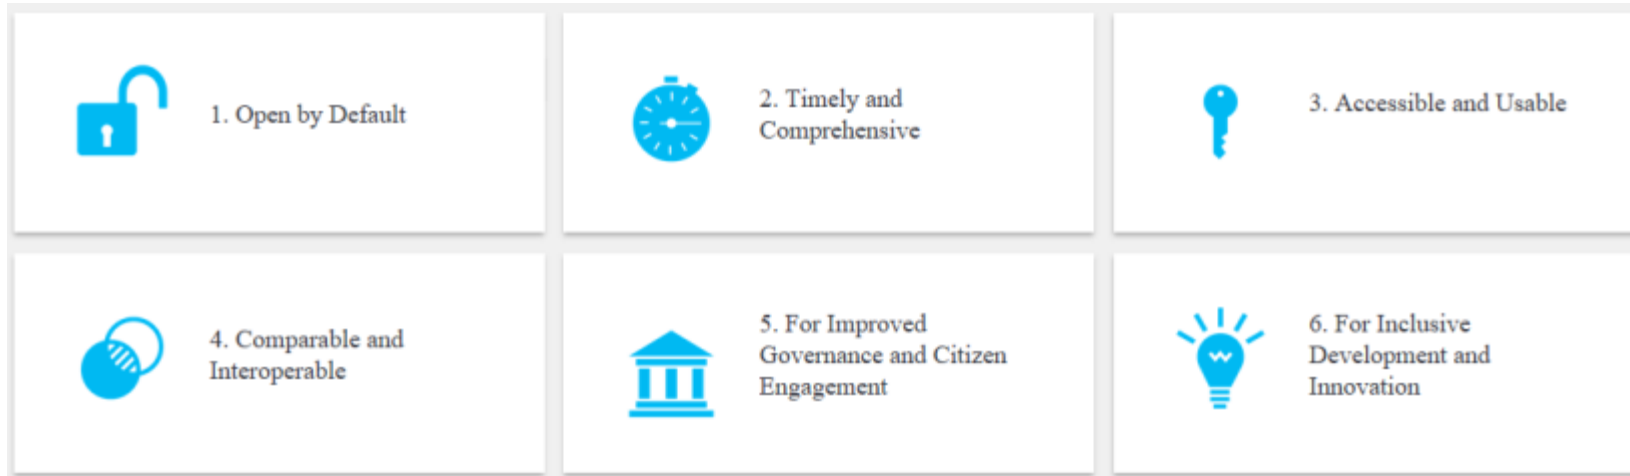 1. Open by Default
2. Timely and
Comprehensive
3. Accessible and Usable
4. Comparable and
Interoperable
5. For Improved
Governance and Citizen
Engagement
6. For Inclusive
Development and
Innovation